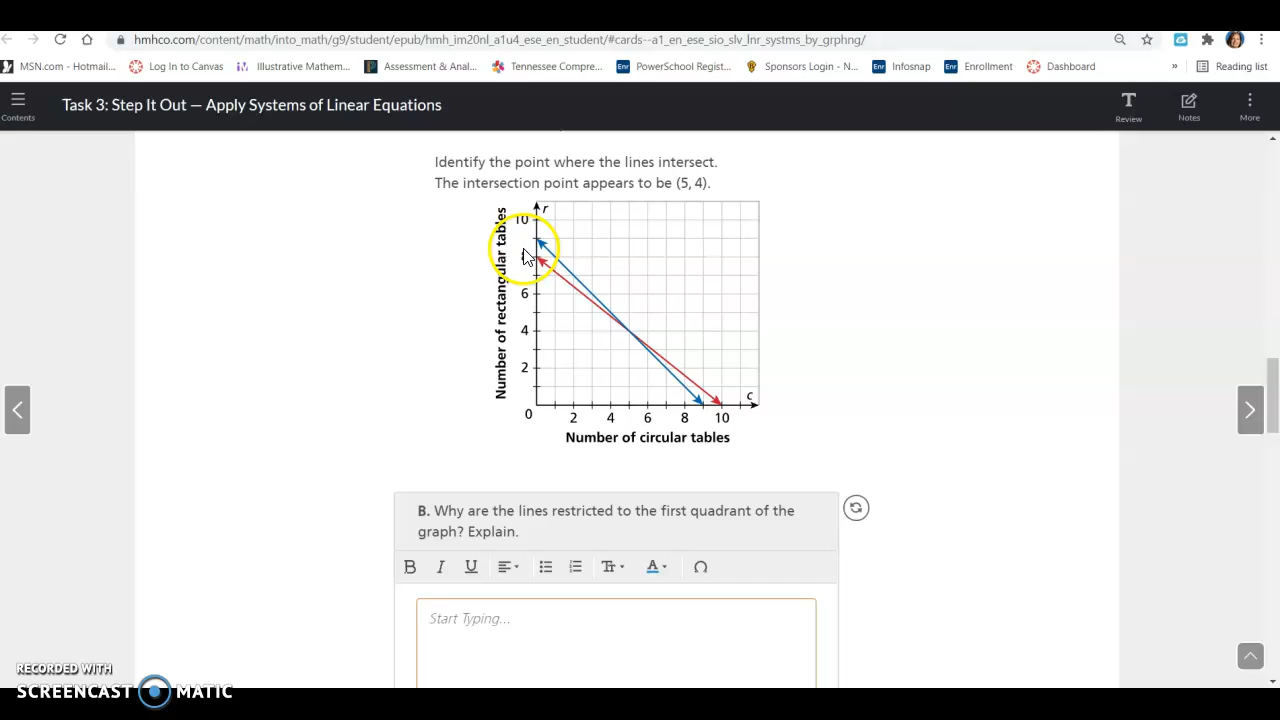 hmhco.com/content/math/into_math/g9/student/epub/hmh_im20nl_a1u4_ese_en_student/#cards--a1_en_ese_sio_slv_lnr_systms_by_grphng/
MSN.com - Hotmail... Log In to Canvas Illustrative Mathem... Assessment & Anal... Tennessee Compre... Enr PowerSchool Regist... Sponsors Login - N... Enr Infosnap Enr Enrollment Dashboard » Reading list
Contents
Task 3: Step It Out — Apply Systems of Linear Equations
Review Notes More
Identify the point where the lines intersect.
The intersection point appears to be (5, 4).
Number of rectangular tables
r
10
6
4
2
0
2 4 6 8 10
c
Number of circular tables
B. Why are the lines restricted to the first quadrant of the
graph? Explain.
B I U Tт A Ω
Start Typing...
RECORDED WITH
SCREENCAST MATIC